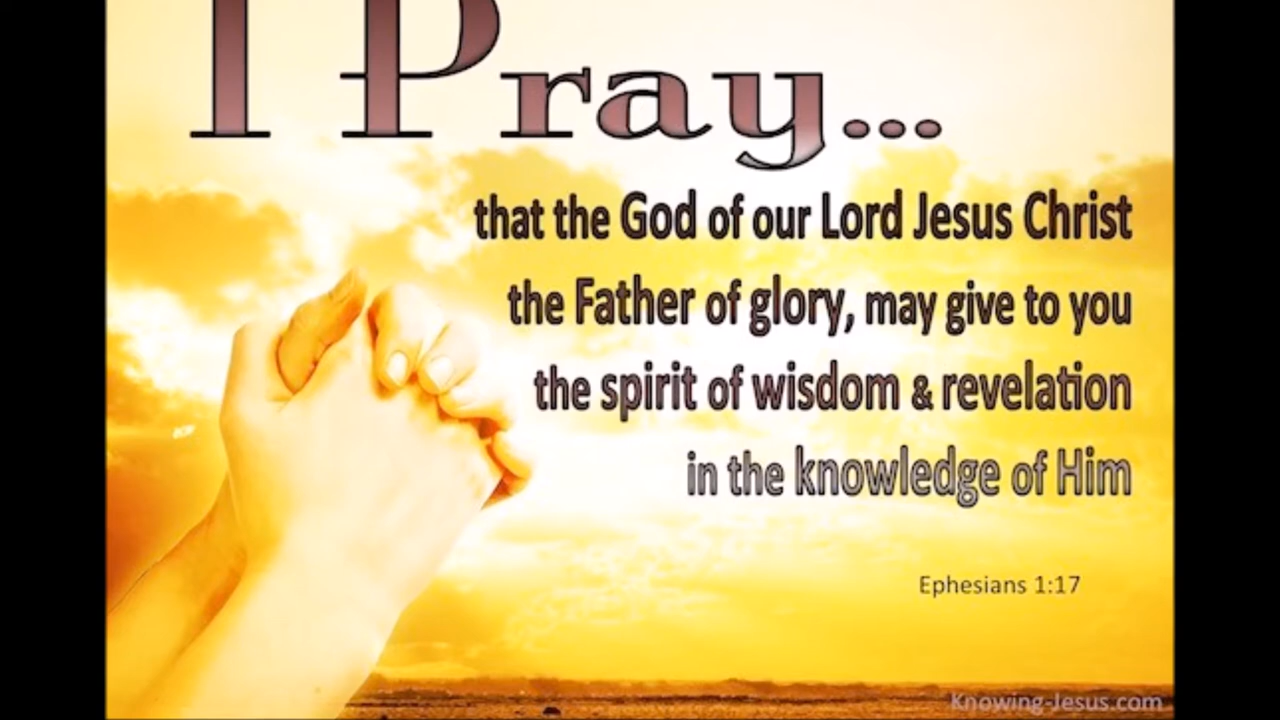 I Pray...
that the God of our Lord Jesus Christ
the Father of glory, may give to you
the spirit of wisdom & revelation
in the knowledge of Him
Ephesians 1:17
Knowing-Jesus.com